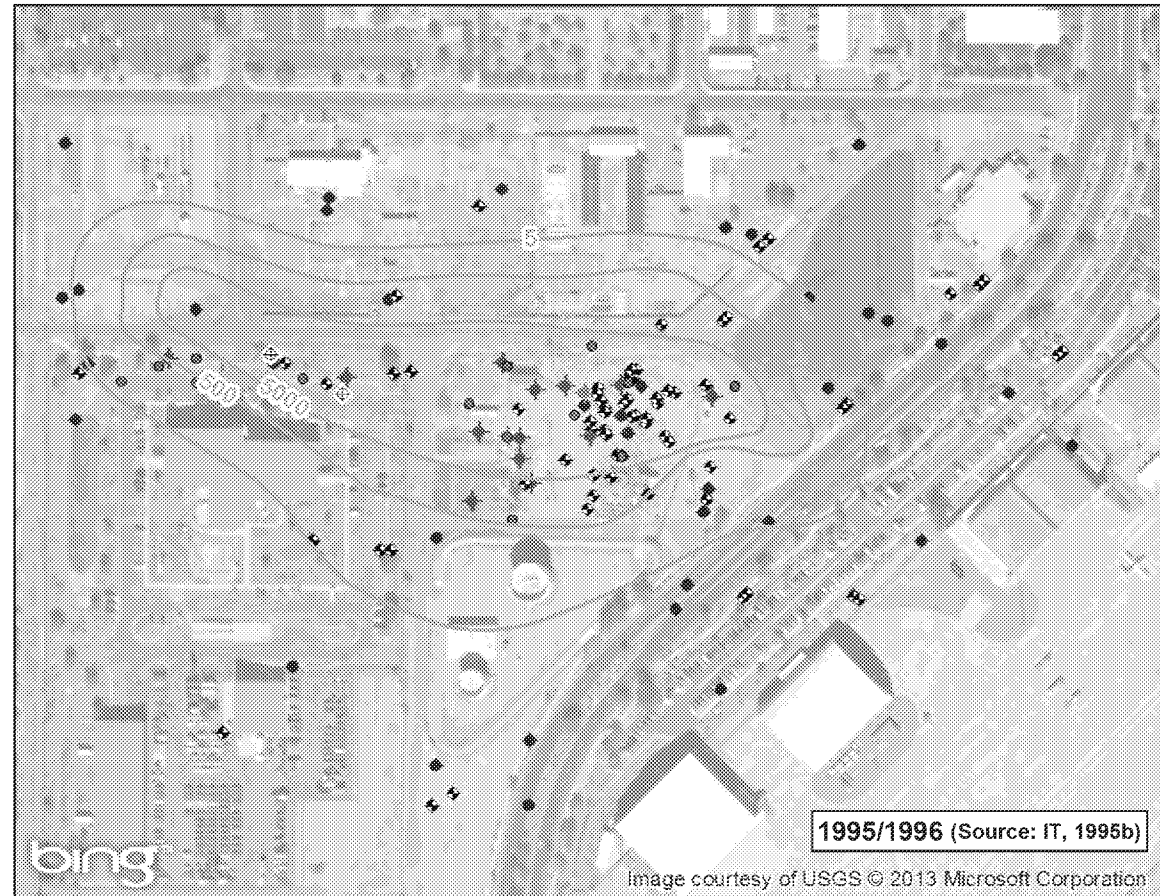 5
500
5000
1995/1996 (Source: IT, 1995b)
bing
Image courtesy of USGS © 2013 Microsoft Corporation